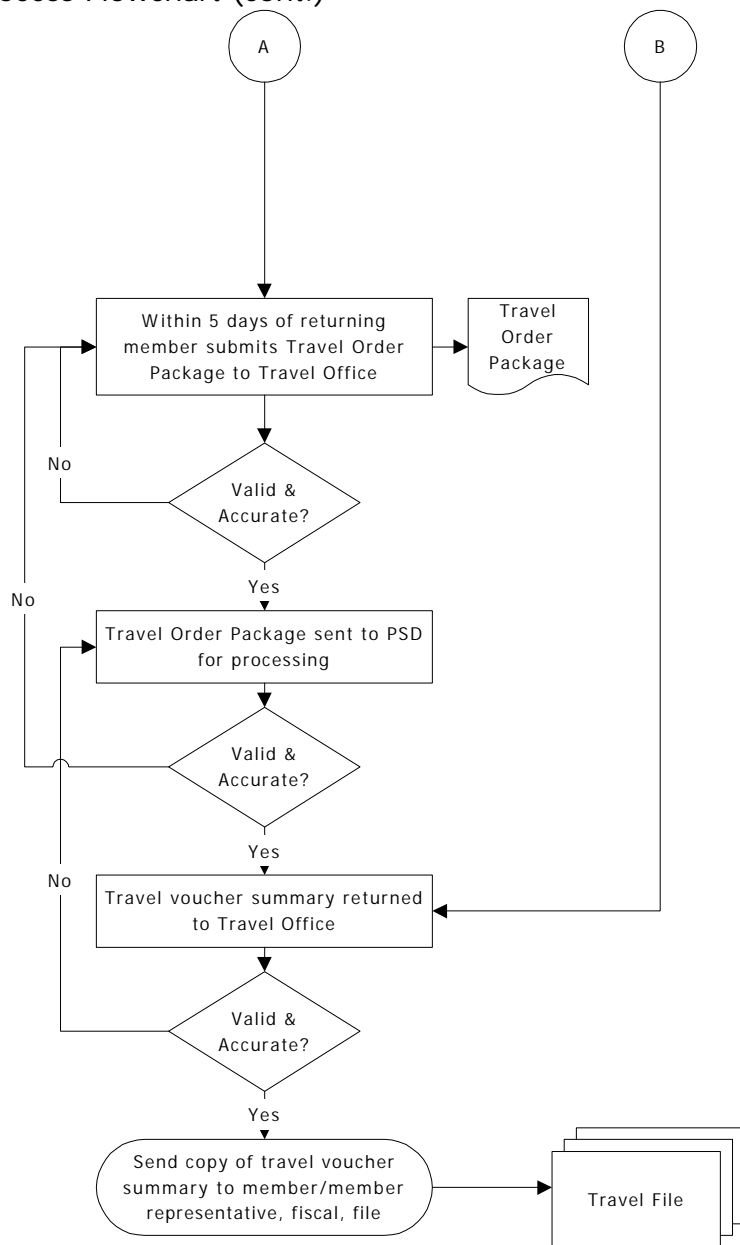 A
B
Within 5 days of returning
member submits Travel Order
Package to Travel Office
Travel
Order
Package
No
Valid &
Accurate?
Yes
No
Travel Order Package sent to PSD
for processing
Valid &
Accurate?
Yes
No
Travel voucher summary returned
to Travel Office
Valid &
Accurate?
Yes
Send copy of travel voucher
summary to member/member
representative, fiscal, file
Travel File